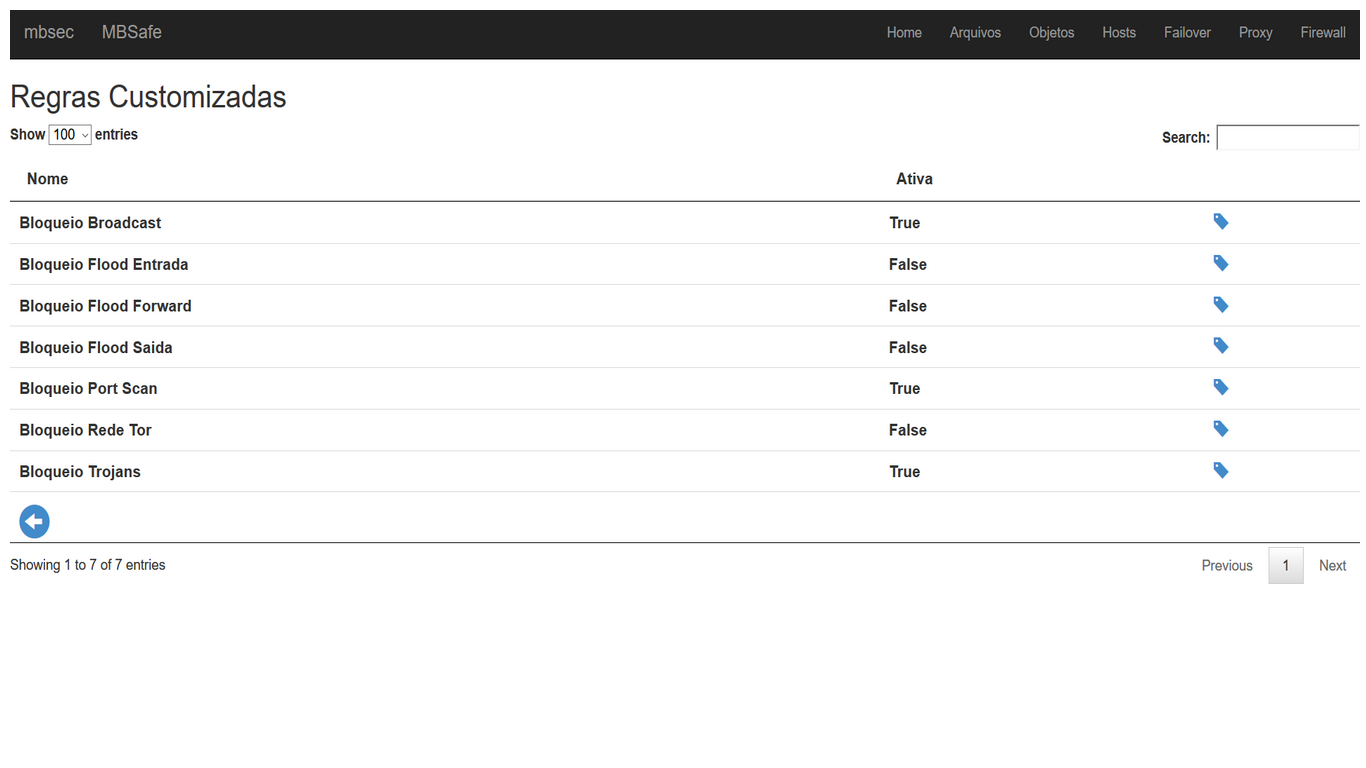 mbsec MBSafe Home Arquivos Objetos Hosts Failover Proxy Firewall
Regras Customizadas
Show 100 entries Search:
Nome Ativa
Bloqueio Broadcast True
Bloqueio Flood Entrada False
Bloqueio Flood Forward False
Bloqueio Flood Saida False
Bloqueio Port Scan True
Bloqueio Rede Tor False
Bloqueio Trojans True
Showing 1 to 7 of 7 entries Previous 1 Next